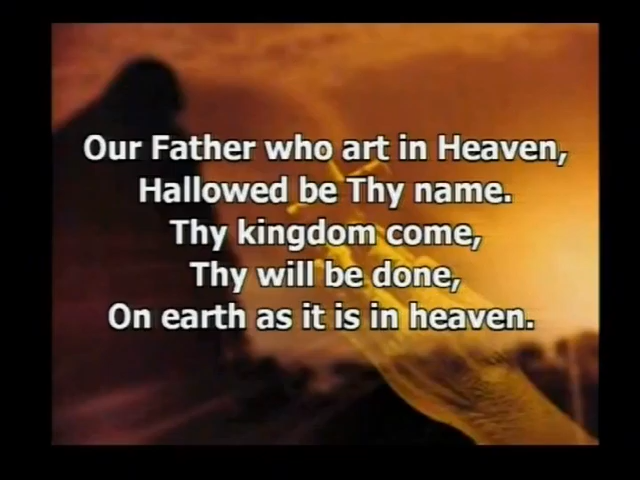 Our Father who art in Heaven,
Hallowed be Thy name.
Thy kingdom come,
Thy will be done,
On earth as it is in heaven.